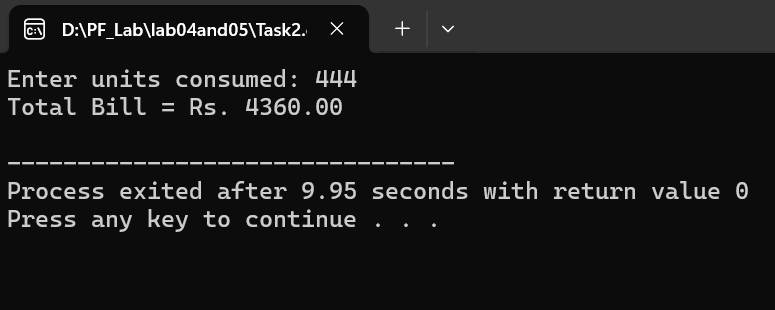 D:\PF_Lab\lab04and05\Task2.
Enter units consumed: 444
Total Bill = Rs. 4360.00
--------------------------------
Process exited after 9.95 seconds with return value 0
Press any key to continue . . .